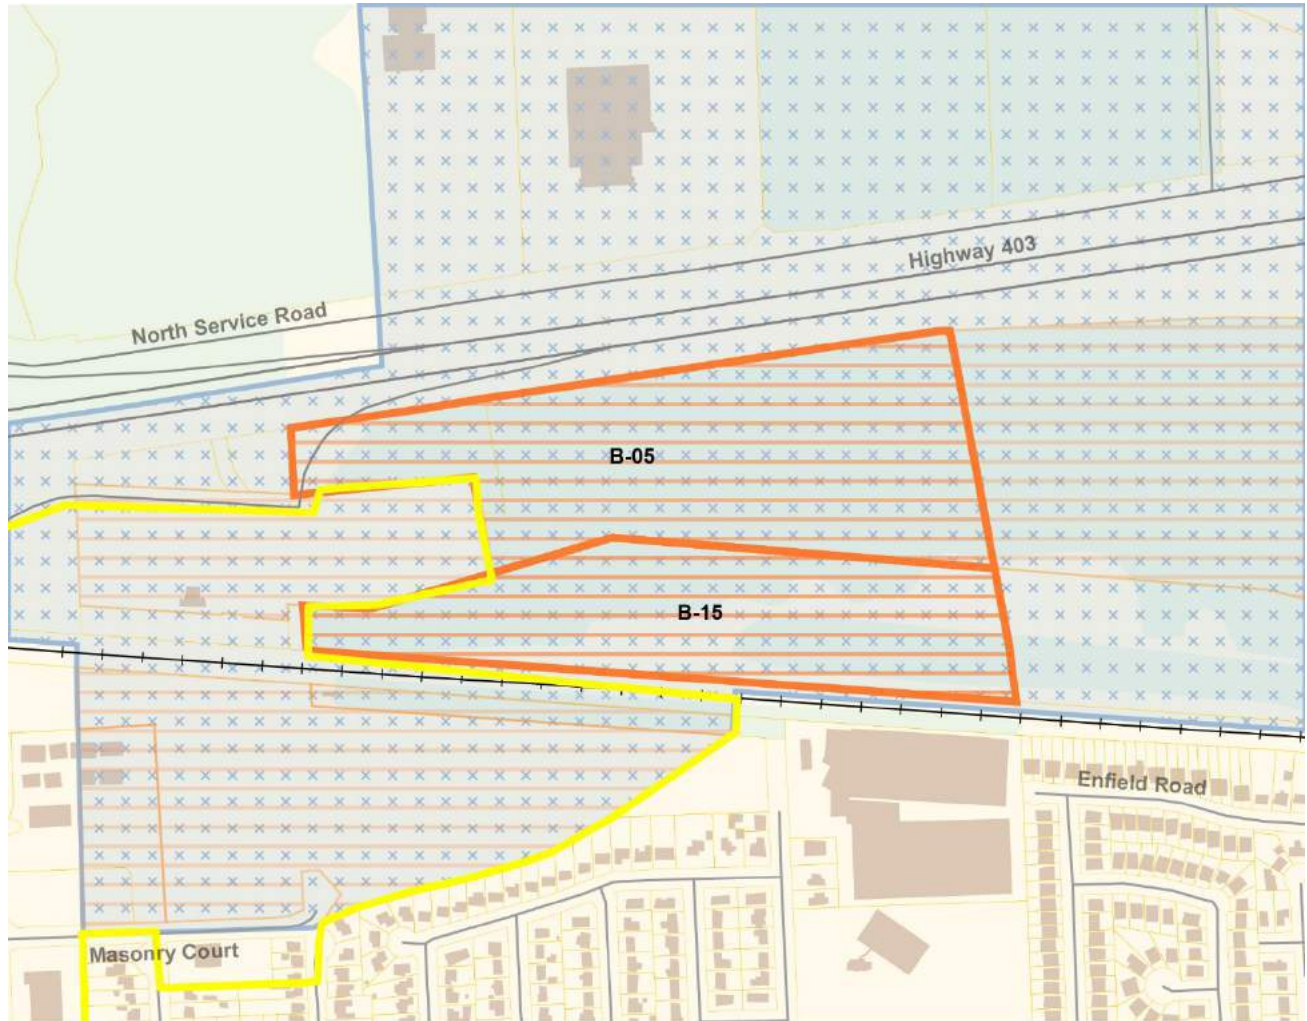 Highway 403
North Service Road
B-05
B-15
Enfield Road
Masonry Court